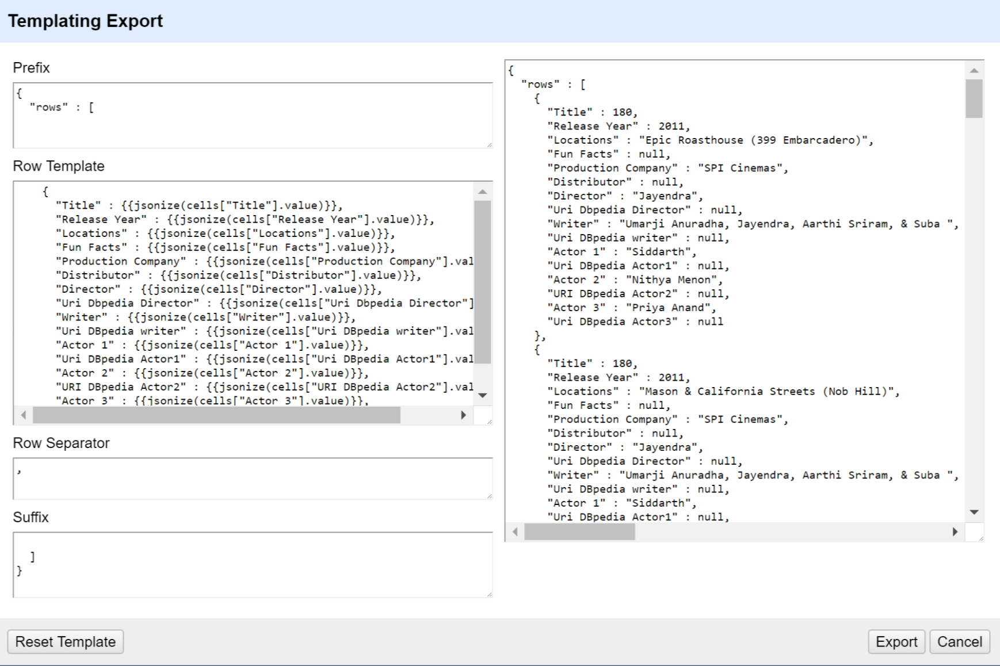 Templating Export
Prefix
{
  "rows" : [
Row Template
    {
      "Title" : {{jsonize(cells["Title"].value)}},
      "Release Year" : {{jsonize(cells["Release Year"].value)}},
      "Locations" : {{jsonize(cells["Locations"].value)}},
      "Fun Facts" : {{jsonize(cells["Fun Facts"].value)}},
      "Production Company" : {{jsonize(cells["Production Company"].val
      "Distributor" : {{jsonize(cells["Distributor"].value)}},
      "Director" : {{jsonize(cells["Director"].value)}},
      "Uri Dbpedia Director" : {{jsonize(cells["Uri Dbpedia Director"]
      "Writer" : {{jsonize(cells["Writer"].value)}},
      "Uri DBpedia writer" : {{jsonize(cells["Uri DBpedia writer"].val
      "Actor 1" : {{jsonize(cells["Actor 1"].value)}},
      "Uri DBpedia Actor1" : {{jsonize(cells["Uri DBpedia Actor1"].val
      "Actor 2" : {{jsonize(cells["Actor 2"].value)}},
      "URI DBpedia Actor2" : {{jsonize(cells["URI DBpedia Actor2"].val
      "Actor 3" : {{jsonize(cells["Actor 3"].value)}},
Row Separator
,
Suffix
  ]
}
{
  "rows" : [
    {
      "Title" : 180,
      "Release Year" : 2011,
      "Locations" : "Epic Roasthouse (399 Embarcadero)",
      "Fun Facts" : null,
      "Production Company" : "SPI Cinemas",
      "Distributor" : null,
      "Director" : "Jayendra",
      "Uri Dbpedia Director" : null,
      "Writer" : "Umarji Anuradha, Jayendra, Aarthi Sriram, & Suba ",
      "Uri DBpedia writer" : null,
      "Actor 1" : "Siddarth",
      "Uri DBpedia Actor1" : null,
      "Actor 2" : "Nithya Menon",
      "URI DBpedia Actor2" : null,
      "Actor 3" : "Priya Anand",
      "Uri DBpedia Actor3" : null
    },
    {
      "Title" : 180,
      "Release Year" : 2011,
      "Locations" : "Mason & California Streets (Nob Hill)",
      "Fun Facts" : null,
      "Production Company" : "SPI Cinemas",
      "Distributor" : null,
      "Director" : "Jayendra",
      "Uri Dbpedia Director" : null,
      "Writer" : "Umarji Anuradha, Jayendra, Aarthi Sriram, & Suba ",
      "Uri DBpedia writer" : null,
      "Actor 1" : "Siddarth",
      "Uri DBpedia Actor1" : null,
Reset Template
Export
Cancel